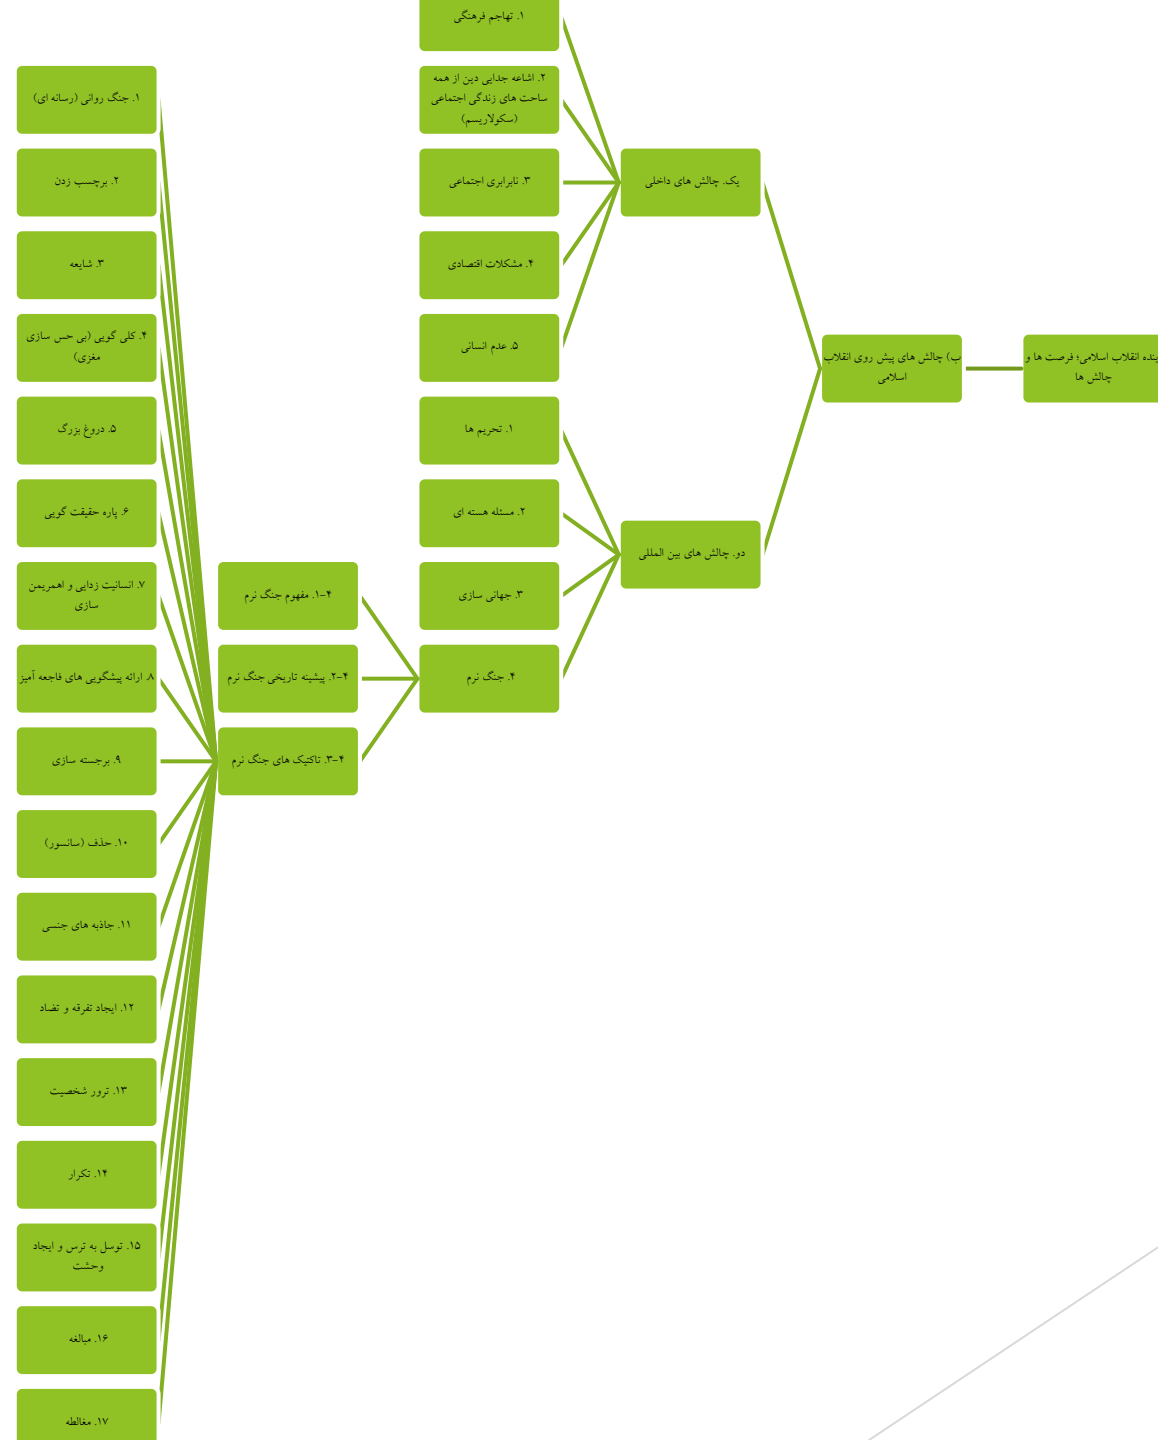 ینده انقلاب اسلامی؛ فرصت ها و
چالش ها
ب) چالش های پیش روی انقلاب
اسلامی
یک. چالش های داخلی
۱. تهاجم فرهنگی
۲. اشاعه جدایی دین از همه
ساحت های زندگی اجتماعی
(سکولاریسم)
۳. نابرابری اجتماعی
۴. مشکلات اقتصادی
۵. عدم انسانی
دو. چالش های بین المللی
۱. تحریم ها
۲. مسئله هسته ای
۳. جهانی سازی
۴. جنگ نرم
۴-۱. مفهوم جنگ نرم
۴-۲. پیشینه تاریخی جنگ نرم
۴-۳. تاکتیک های جنگ نرم
۱. جنگ روانی (رسانه ای)
۲. برچسب زدن
۳. شایعه
۴. کلی گویی (بی حس سازی
مغزی)
۵. دروغ بزرگ
۶. پاره حقیقت گویی
۷. انسانیت زدایی و اهمریمن
سازی
۸. ارائه پیشگویی های فاجعه آمیز
۹. برجسته سازی
۱۰. حذف (سانسور)
۱۱. جاذبه های جنسی
۱۲. ایجاد تفرقه و تضاد
۱۳. ترور شخصیت
۱۴. تکرار
۱۵. توسل به ترس و ایجاد
وحشت
۱۶. مبالغه
۱۷. مغالطه